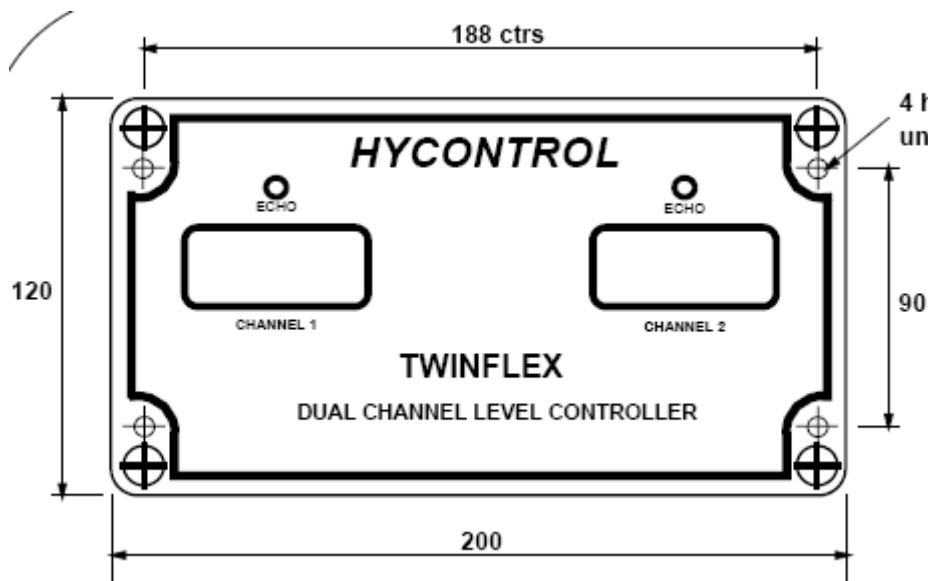 188 ctrs
4 h
un
HYCONTROL
ECHO
ECHO
120
90
CHANNEL 1
CHANNEL 2
TWINFLEX
DUAL CHANNEL LEVEL CONTROLLER
200